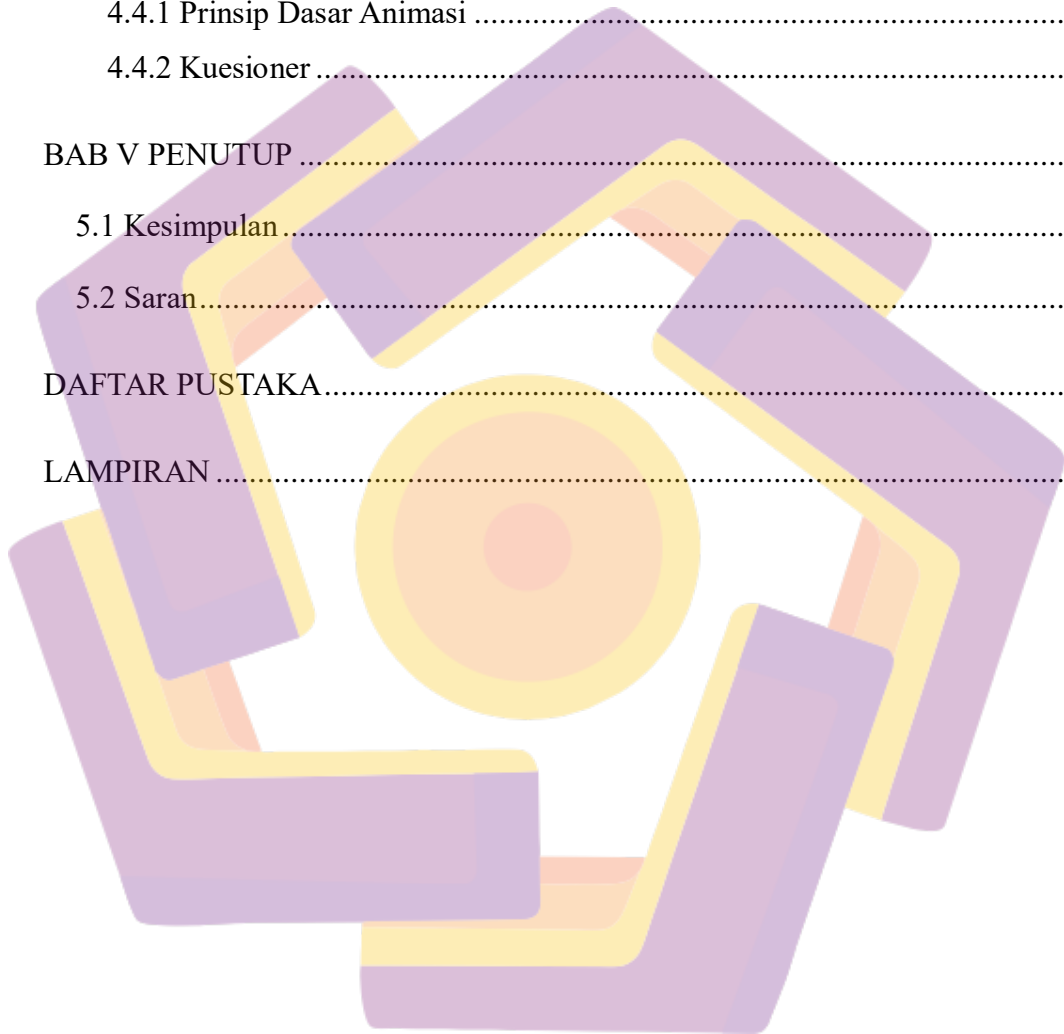 4.4.1 Prinsip Dasar Animasi ...........................................................................
4.4.2 Kuesioner ...............................................................................................
BAB V PENUTUP .................................................................................................
5.1 Kesimpulan ...................................................................................................
5.2 Saran ..............................................................................................................
DAFTAR PUSTAKA ..............................................................................................
LAMPIRAN ...........................................................................................................